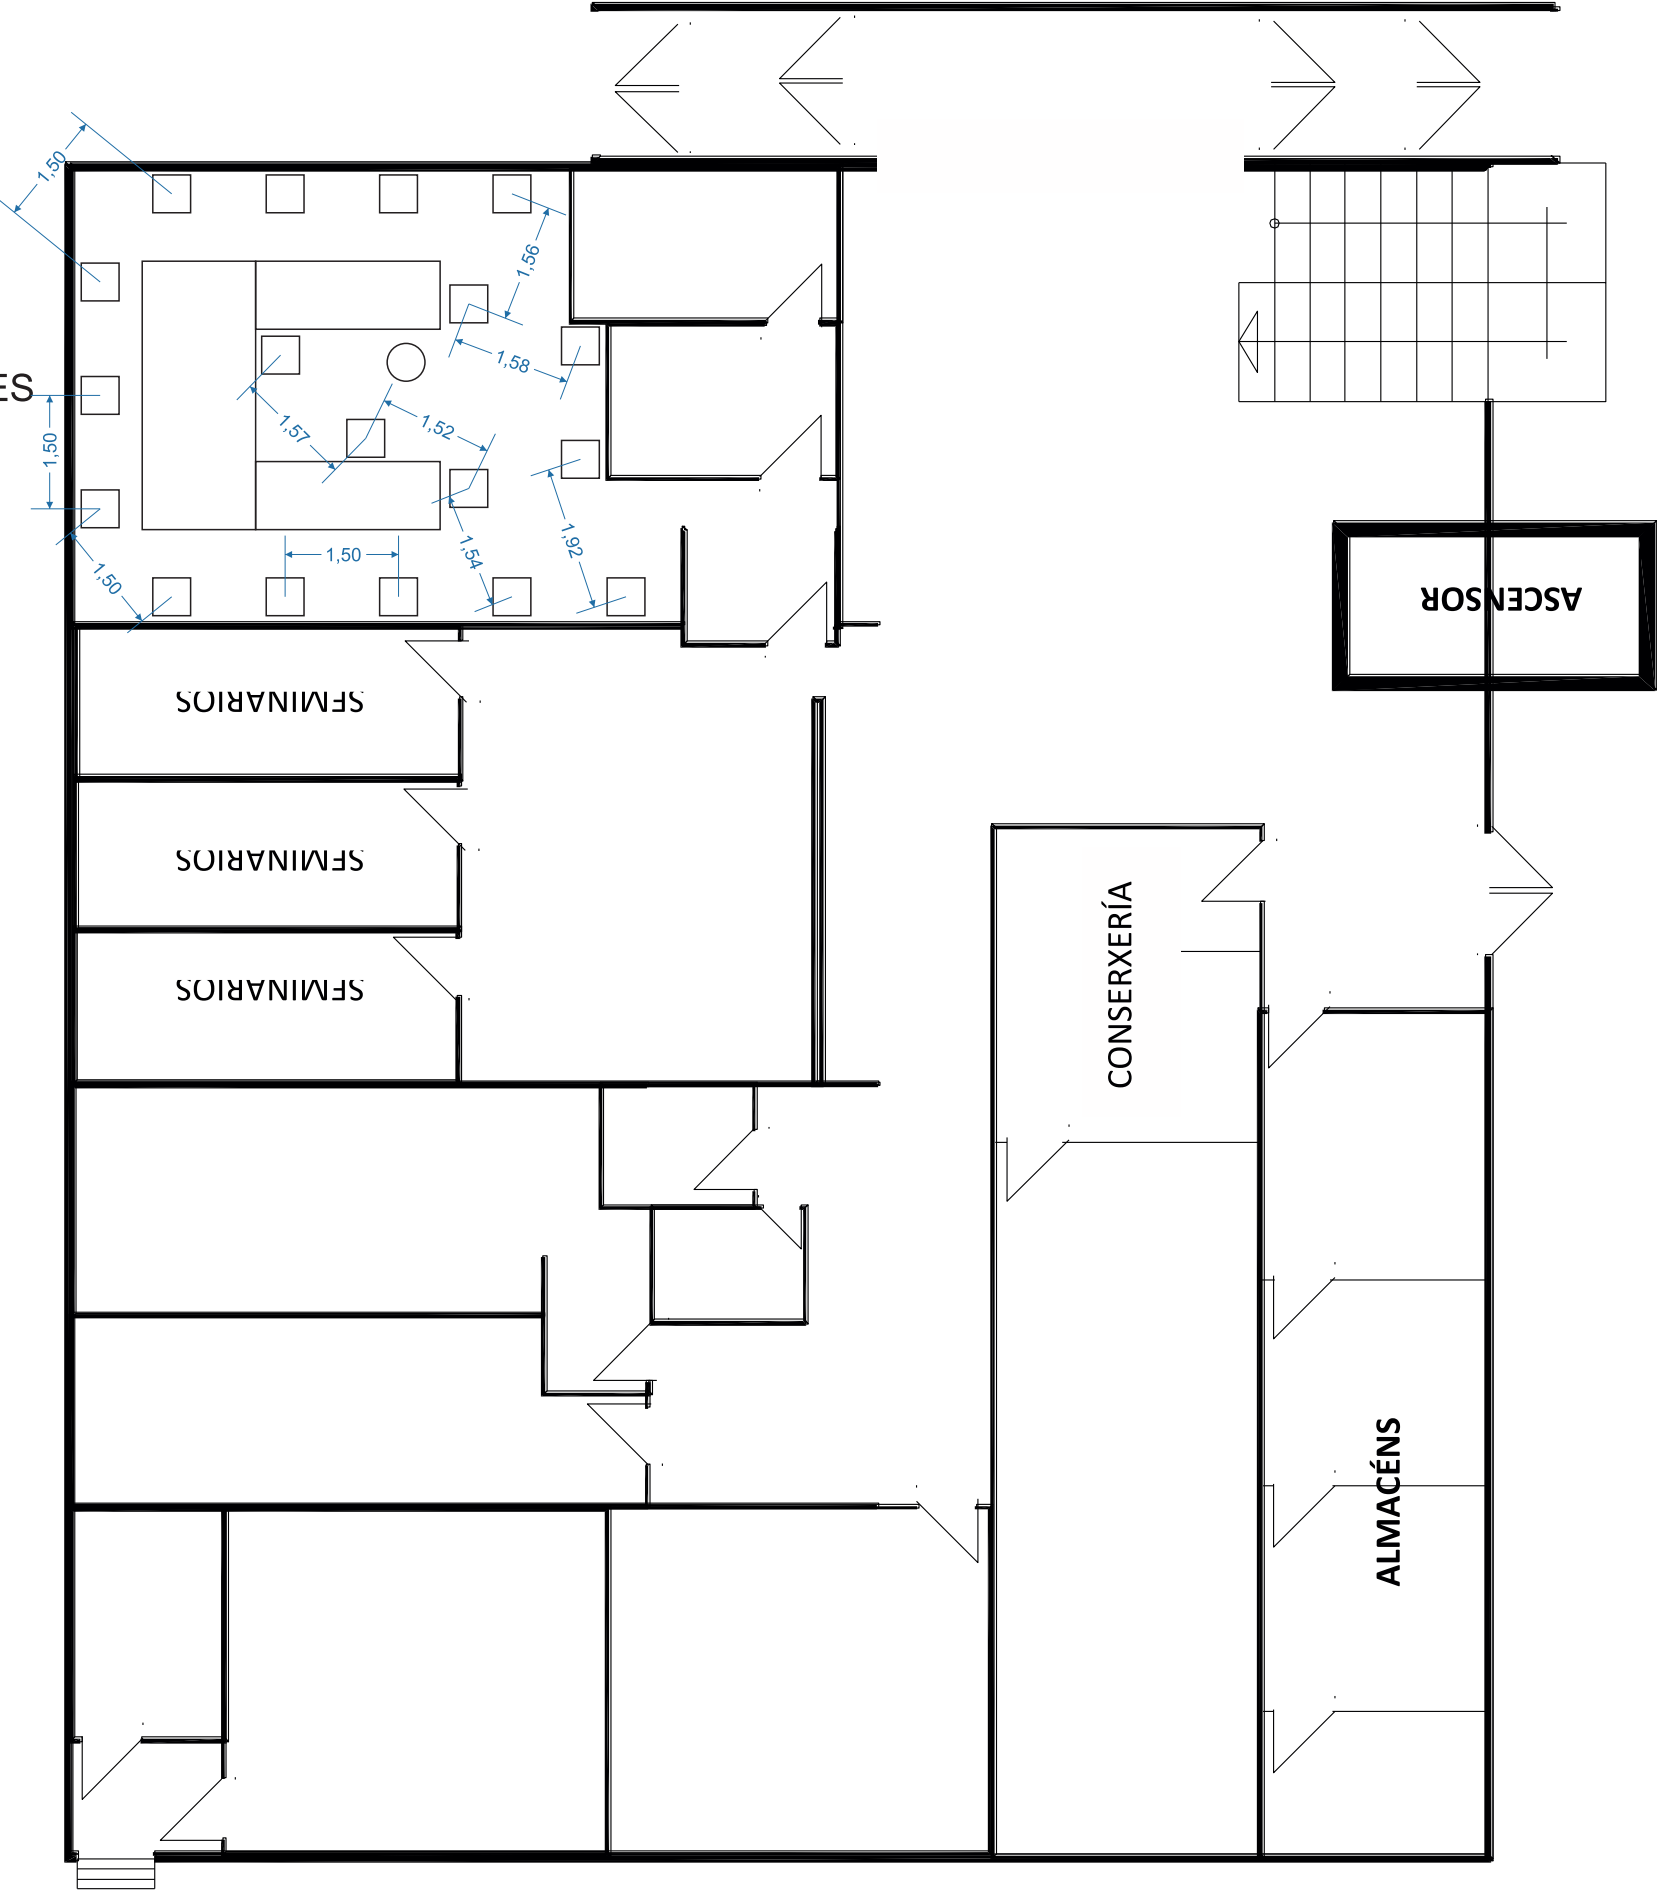 1,50
1,56
ES
1,58
1,50
1,57
1,52
1,50
1,54
1,92
1,50
ASCENSOR
SEMINARIOS
SEMINARIOS
SEMINARIOS
CONSERXERÍA
ALMACÉNS